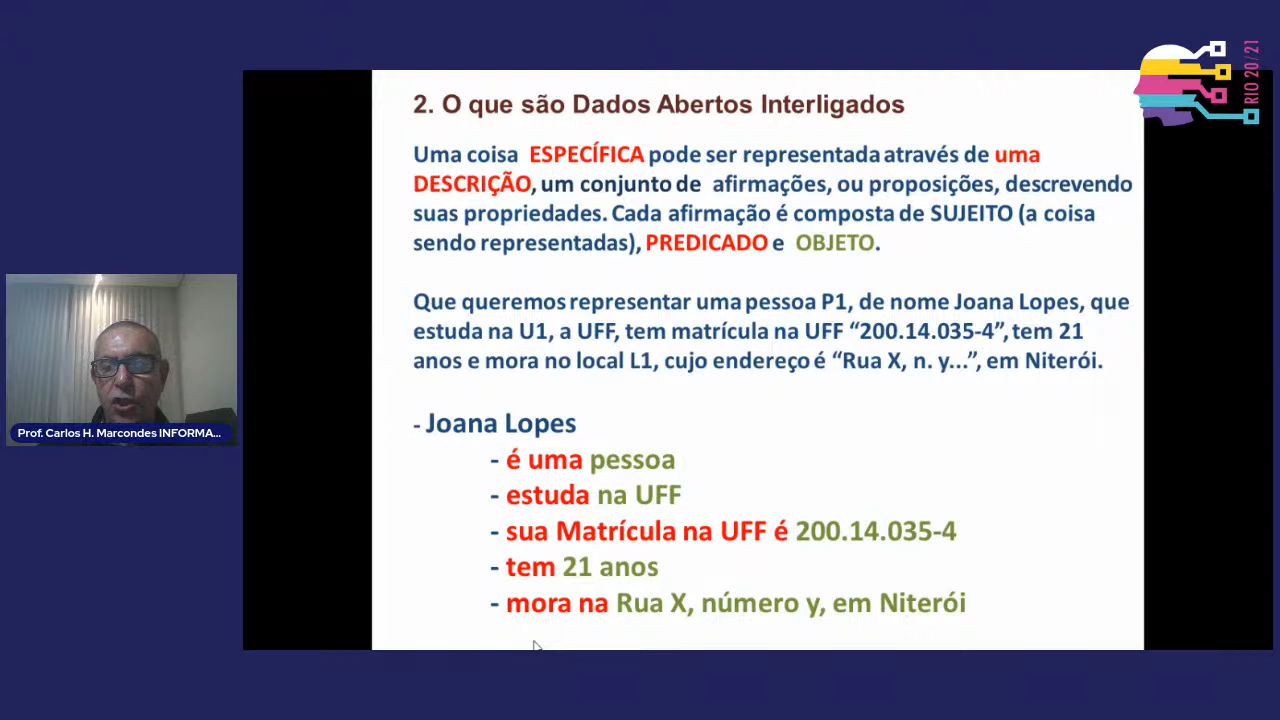 RIO 20/21
2. O que são Dados Abertos Interligados
Uma coisa ESPECÍFICA pode ser representada através de uma
DESCRIÇÃO, um conjunto de afirmações, ou proposições, descrevendo
suas propriedades. Cada afirmação é composta de SUJEITO (a coisa
sendo representadas), PREDICADO e OBJETO.
Que queremos representar uma pessoa P1, de nome Joana Lopes, que
estuda na U1, a UFF, tem matrícula na UFF “200.14.035-4”, tem 21
anos e mora no local L1, cujo endereço é “Rua X, n. y...”, em Niterói.
- Joana Lopes
- é uma pessoa
- estuda na UFF
- sua Matrícula na UFF é 200.14.035-4
- tem 21 anos
- mora na Rua X, número y, em Niterói
Prof. Carlos H. Marcondes INFORMA...